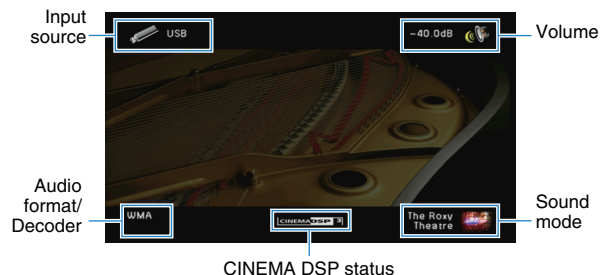 Input
source
USB
-40.0dB
Volume
Audio
format/
Decoder
WMA
CINEMA DSP 3
The Roxy
Theatre
Sound
mode
CINEMA DSP status